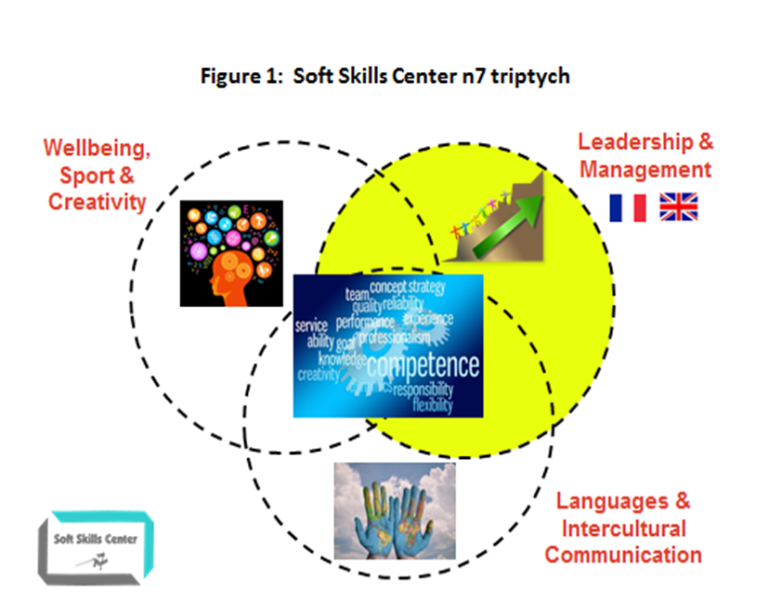 Figure 1: Soft Skills Center n7 triptych
Wellbeing,
Sport &
Creativity
Leadership &
Management
concept strategy
team
quality reliability
service performance experience
ability goal professionalism
knowledge competence
creativity
responsibility
flexibility
Languages &
Intercultural
Communication
Soft Skills Center